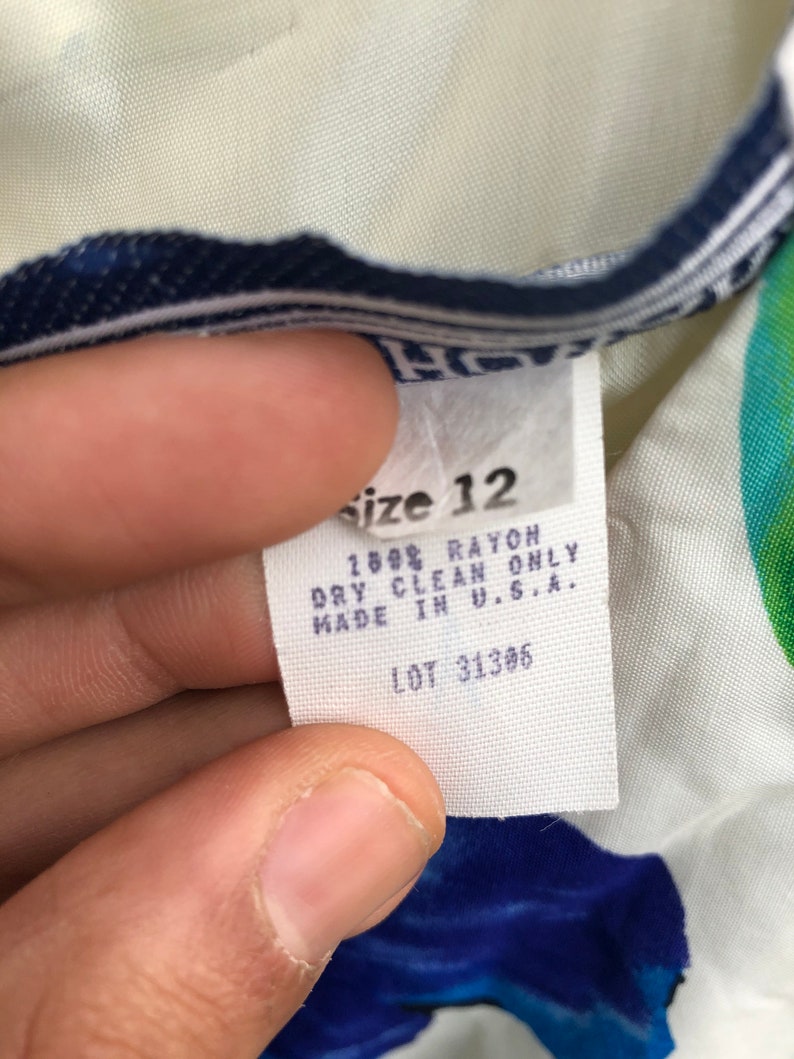 Size 12
100% RAYON
DRY CLEAN ONLY
MADE IN U.S.A.
LOT 31306